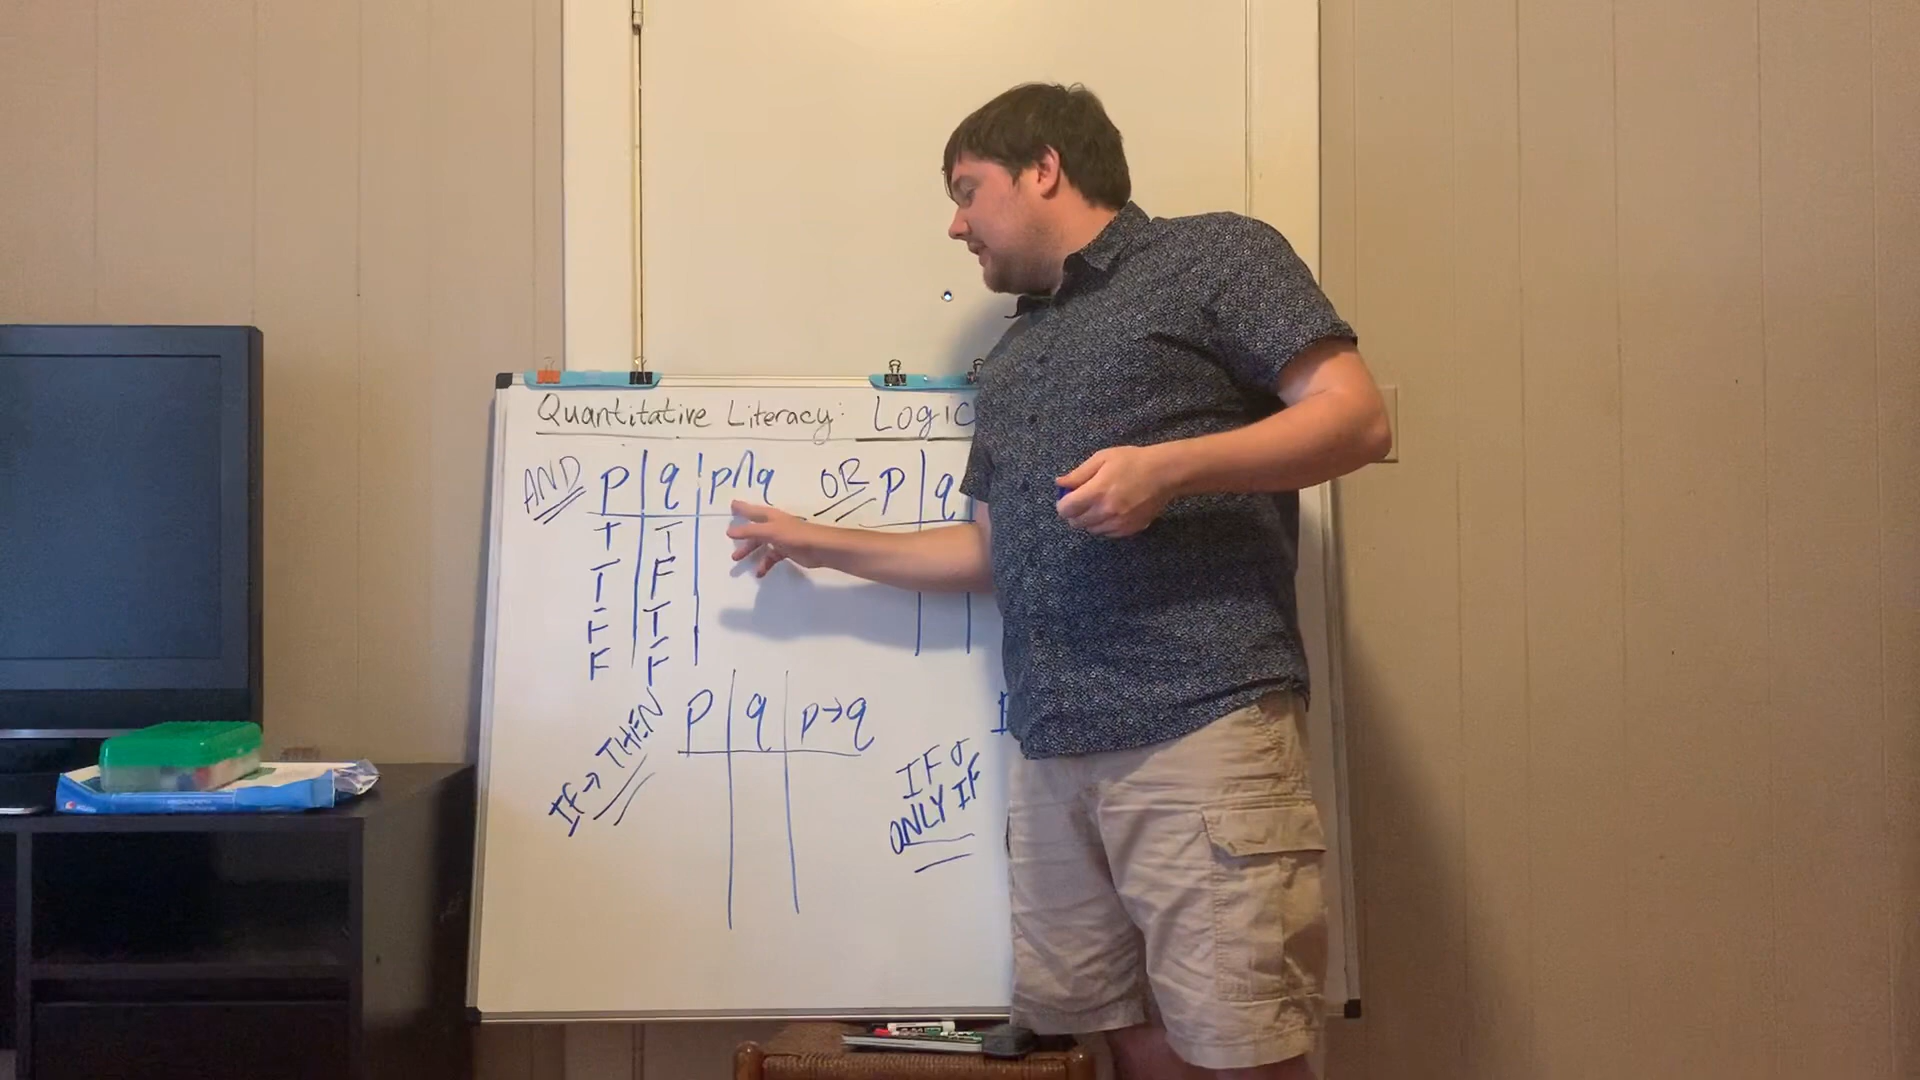 Quantitative Literacy: Logic
AND p q p∩q
T T
T F
F T
F F
OR p q
IF→THEN p q p→q
IF &
ONLY IF